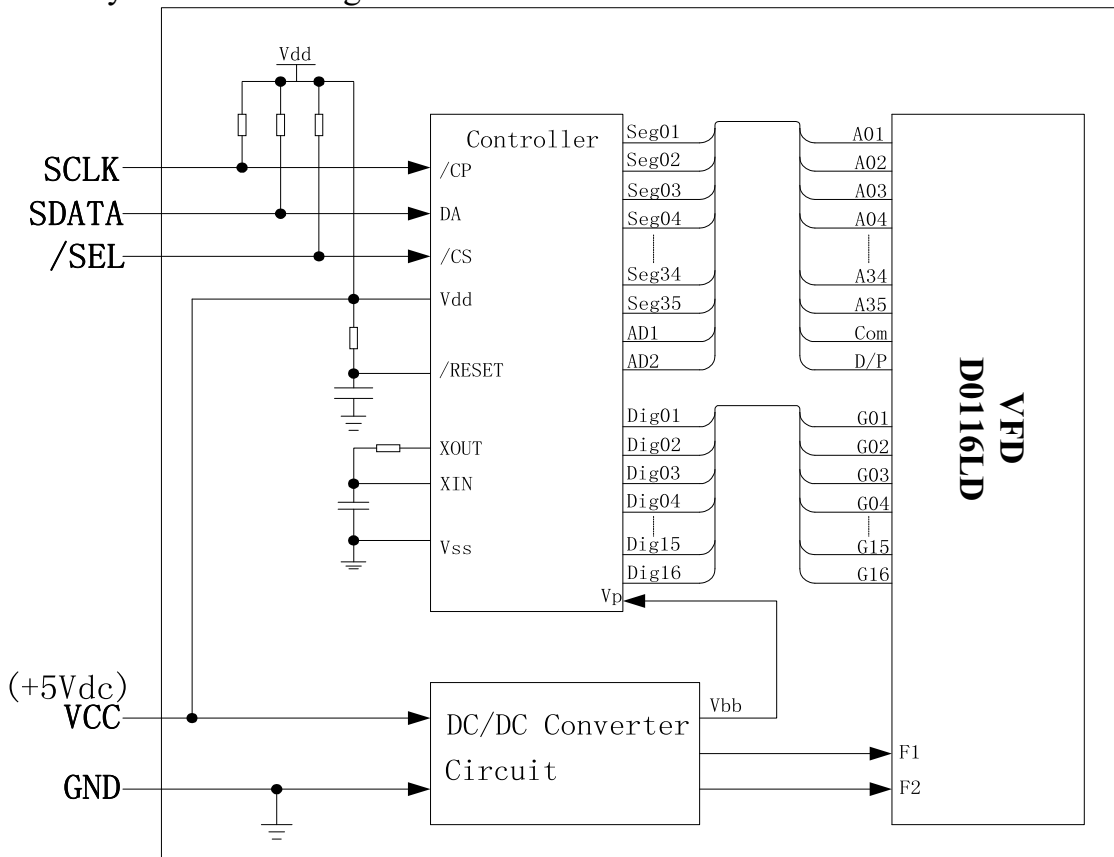 Vdd
SCLK
SDATA
/SEL
Controller
/CP
DA
/CS
Vdd
/RESET
XOUT
XIN
Vss
Seg01
Seg02
Seg03
Seg04
Seg34
Seg35
AD1
AD2
Dig01
Dig02
Dig03
Dig04
Dig15
Dig16
Vp
A01
A02
A03
A04
A34
A35
Com
D/P
G01
G02
G03
G04
G15
G16
F1
F2
VFD
D0116LD
(+5Vdc)
VCC
GND
DC/DC Converter
Circuit
Vbb